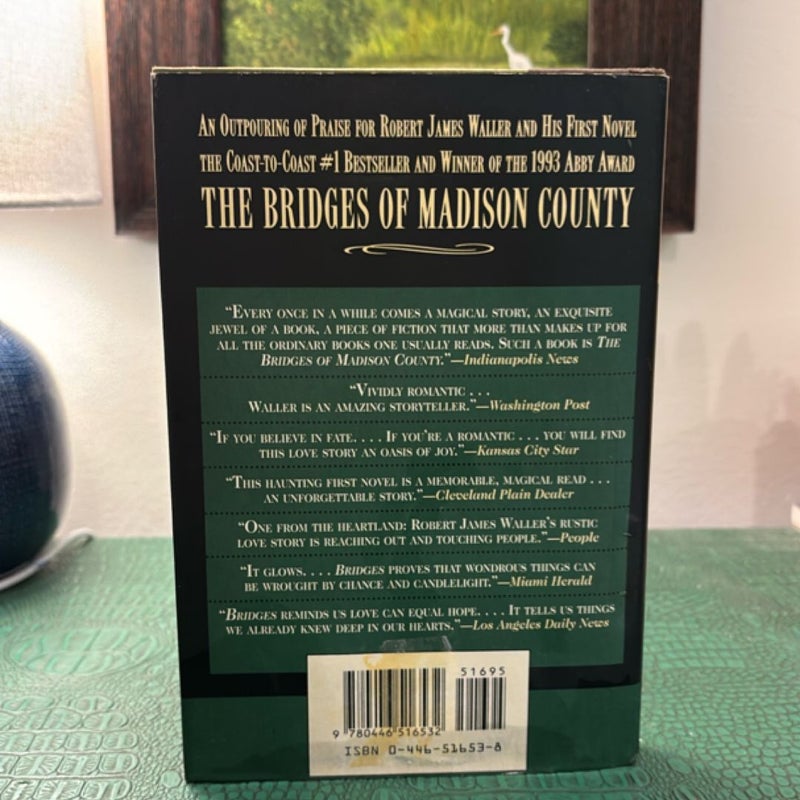 An Outpouring of Praise for Robert James Waller and His First Novel
the Coast-to-Coast #1 Bestseller and Winner of the 1993 Abby Award
THE BRIDGES OF MADISON COUNTY
“Every once in a while comes a magical story, an exquisite
jewel of a book, a piece of fiction that more than makes up for
all the ordinary books one usually reads. Such a book is The
Bridges of Madison County.”—Indianapolis News
“Vividly romantic . . .
Waller is an amazing storyteller.”—Washington Post
“If you believe in fate. . . . If you’re a romantic . . . you will find
this love story an oasis of joy.”—Kansas City Star
“This haunting first novel is a memorable, magical read . . .
an unforgettable story.”—Cleveland Plain Dealer
“One from the heartland: Robert James Waller’s rustic
love story is reaching out and touching people.”—People
“It glows. . . . Bridges proves that wondrous things can
be wrought by chance and candlelight.”—Miami Herald
“Bridges reminds us love can equal hope. . . . It tells us things
we already knew deep in our hearts.”—Los Angeles Daily News
51695
9 780446 516532
ISBN 0-446-51653-8